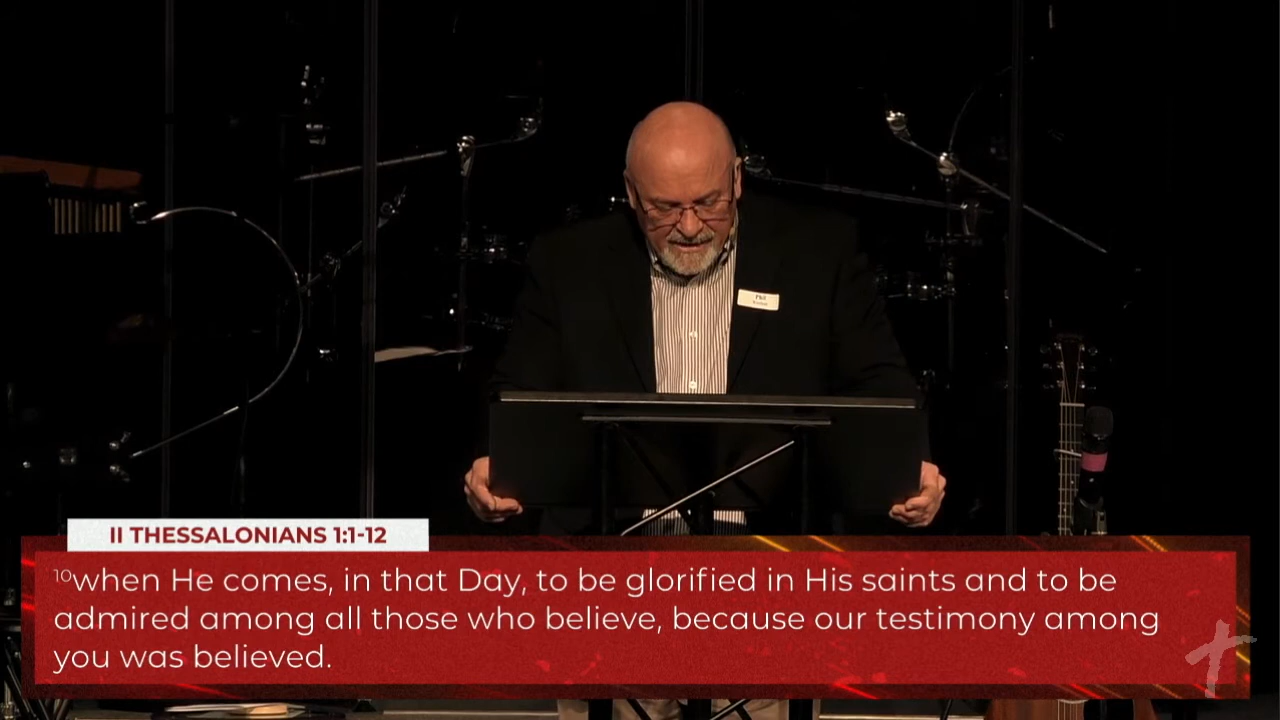 Phil
II THESSALONIANS 1:1-12
¹⁰when He comes, in that Day, to be glorified in His saints and to be
admired among all those who believe, because our testimony among
you was believed.